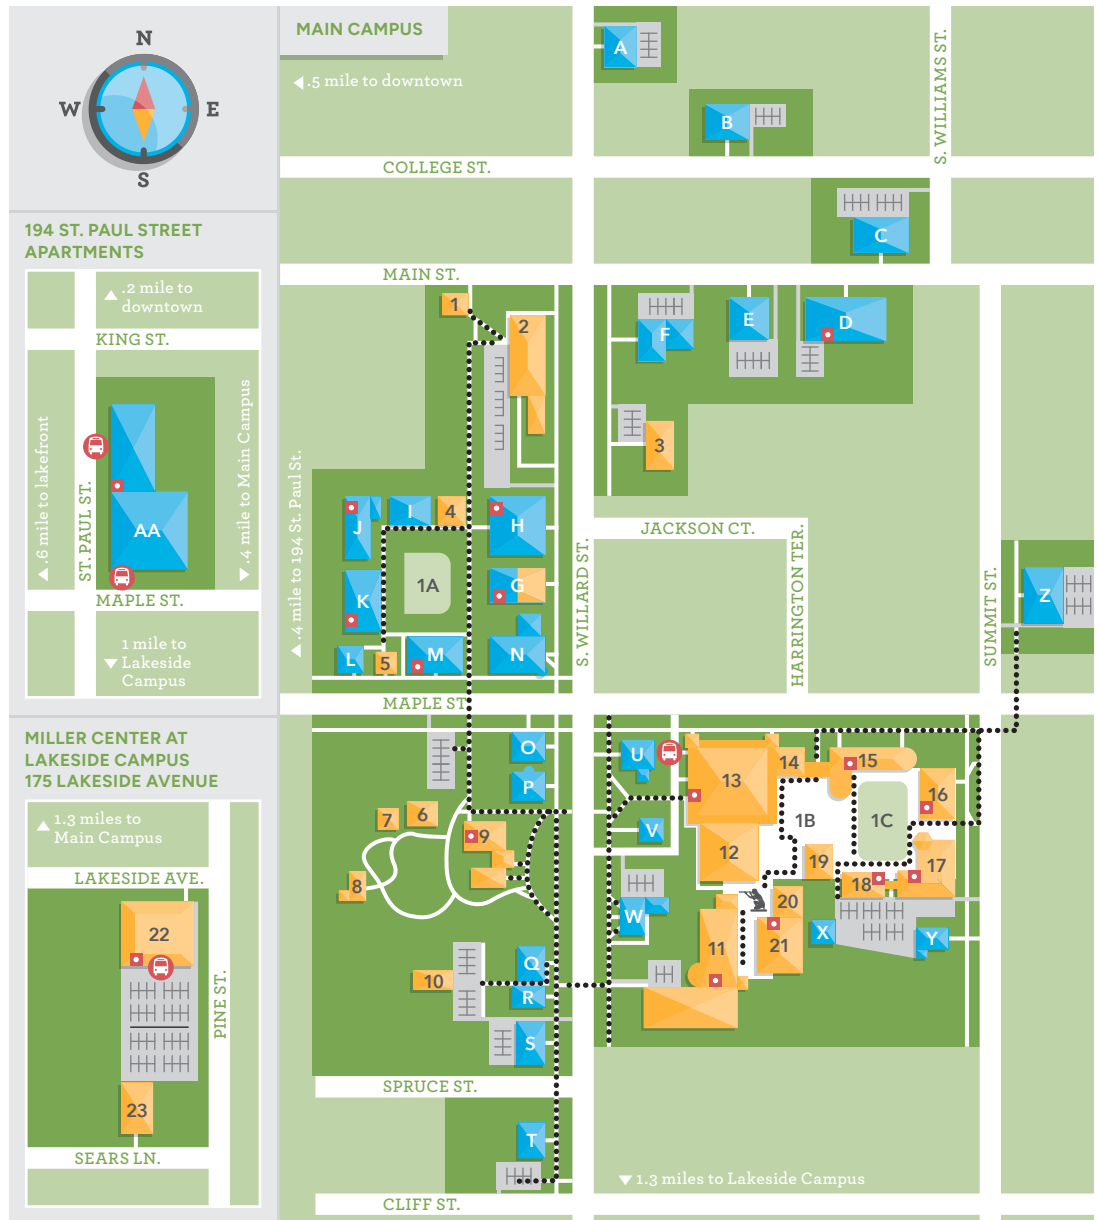 N
W
E
S
MAIN CAMPUS
.5 mile to downtown
COLLEGE ST.
S. WILLIAMS ST.
A
B
C
MAIN ST.
194 ST. PAUL STREET
APARTMENTS
.2 mile to
downtown
KING ST.
.6 mile to lakefront
ST. PAUL ST.
.4 mile to Main Campus
AA
MAPLE ST.
1 mile to
Lakeside
Campus
MILLER CENTER AT
LAKESIDE CAMPUS
175 LAKESIDE AVENUE
1.3 miles to
Main Campus
LAKESIDE AVE.
22
PINE ST.
23
SEARS LN.
1
2
F
E
D
3
.4 mile to 194 St. Paul St.
J
I
4
H
JACKSON CT.
1A
G
K
L
5
M
N
S. WILLARD ST.
HARRINGTON TER.
SUMMIT ST.
Z
MAPLE ST.
O
P
U
13
14
15
16
7
6
9
V
1B
1C
12
19
17
8
18
W
20
10
Q
R
11
21
X
Y
S
SPRUCE ST.
T
1.3 miles to Lakeside Campus
CLIFF ST.